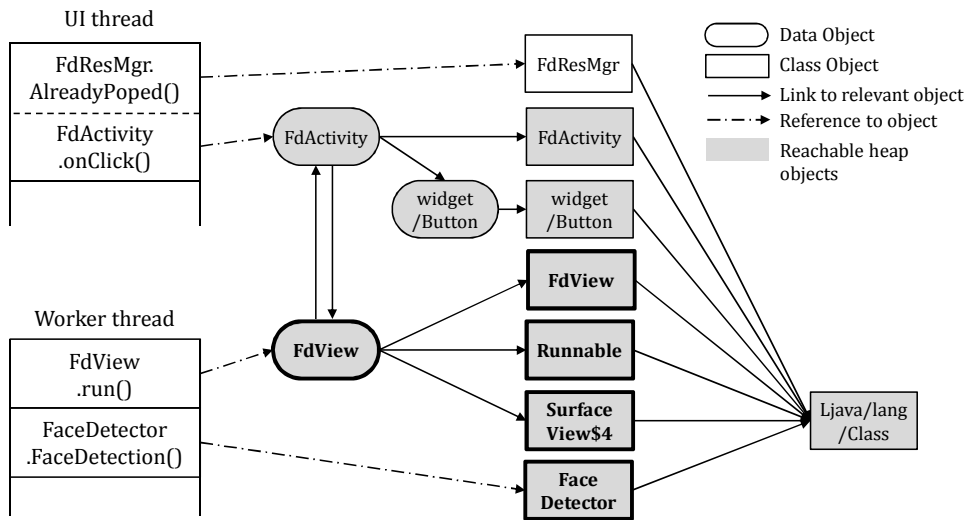 UI thread
FdResMgr.
AlreadyPoped()
FdActivity
.onClick()
Worker thread
FdView
.run()
FaceDetector
.FaceDetection()
FdActivity
widget
/Button
FdView
FdResMgr
FdActivity
widget
/Button
FdView
Runnable
Surface
View$4
Face
Detector
Ljava/lang
/Class
Data Object
Class Object
Link to relevant object
Reference to object
Reachable heap
objects